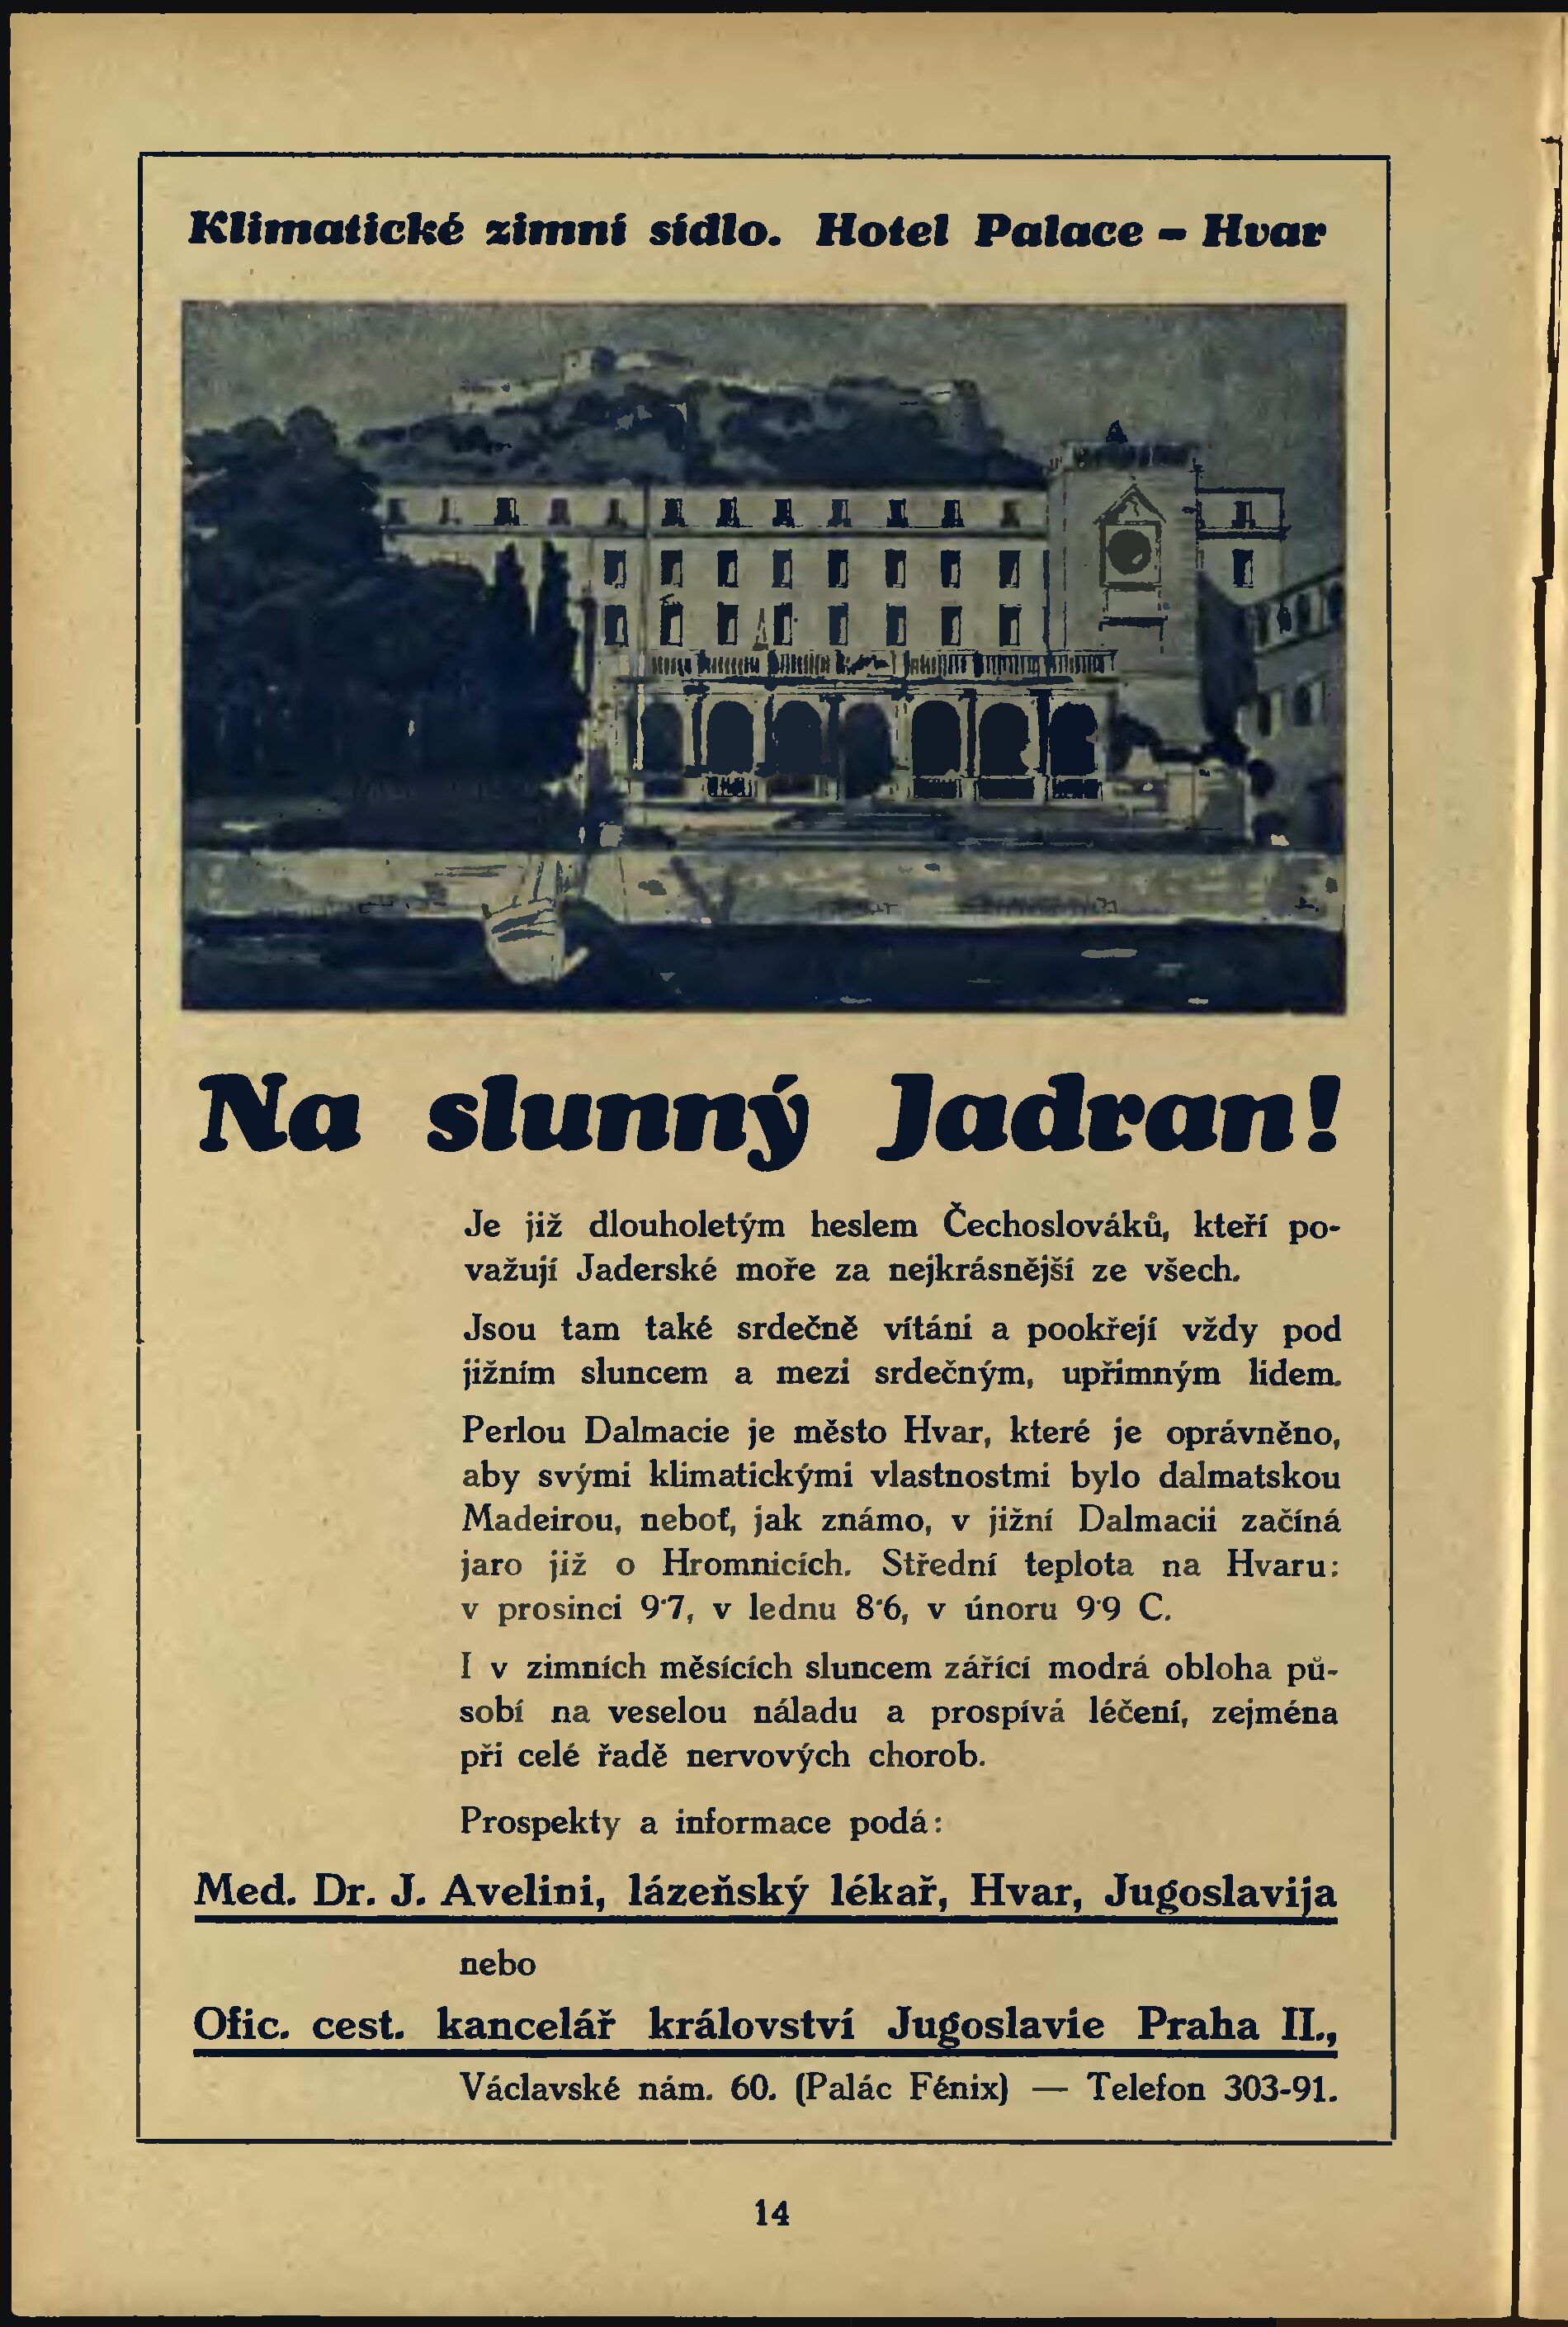 Klimatické zimní sídlo. Hotel Palace – Hvar
Na slunný Jadran!
Je již dlouholetým heslem Čechoslováků, kteří po-
važují Jaderské moře za nejkrásnější ze všech.
Jsou tam také srdečně vítáni a pookřejí vždy pod
jižním sluncem a mezi srdečným, upřímným lidem.
Perlou Dalmacie je město Hvar, které je oprávněno,
aby svými klimatickými vlastnostmi bylo dalmatskou
Madeirou, neboť, jak známo, v jižní Dalmacii začíná
jaro již o Hromnicích. Střední teplota na Hvaru:
v prosinci 9·7, v lednu 8·6, v únoru 9·9 C.
I v zimních měsících sluncem zářící modrá obloha pů-
sobí na veselou náladu a prospívá léčení, zejména
při celé řadě nervových chorob.
Prospekty a informace podá:
Med. Dr. J. Avelini, lázeňský lékař, Hvar, Jugoslavija
nebo
Ofic. cest. kancelář království Jugoslavie Praha II.,
Václavské nám. 60. (Palác Fénix) — Telefon 303-91.
14